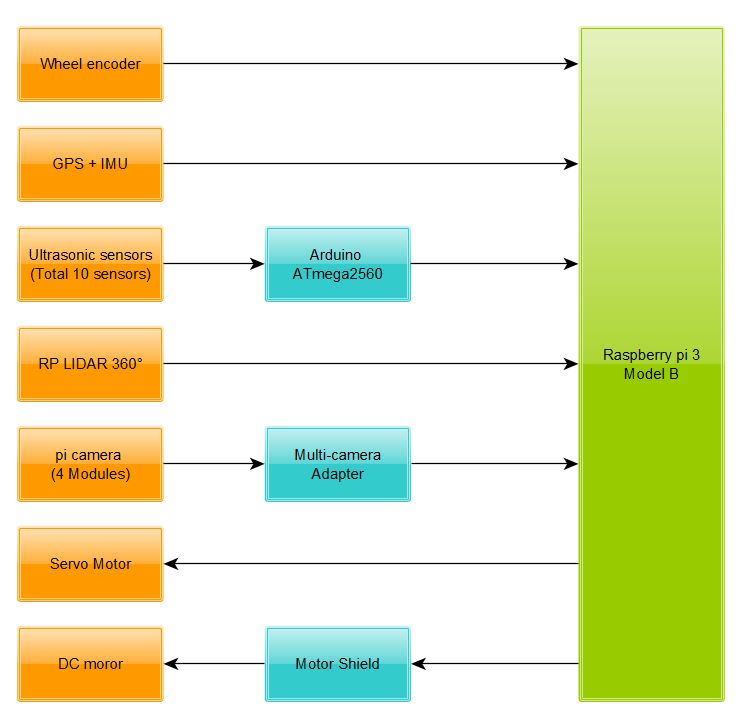 Wheel encoder
GPS + IMU
Ultrasonic sensors
(Total 10 sensors)
Arduino
ATmega2560
RP LIDAR 360°
Raspberry pi 3
Model B
pi camera
(4 Modules)
Multi-camera
Adapter
Servo Motor
DC moror
Motor Shield